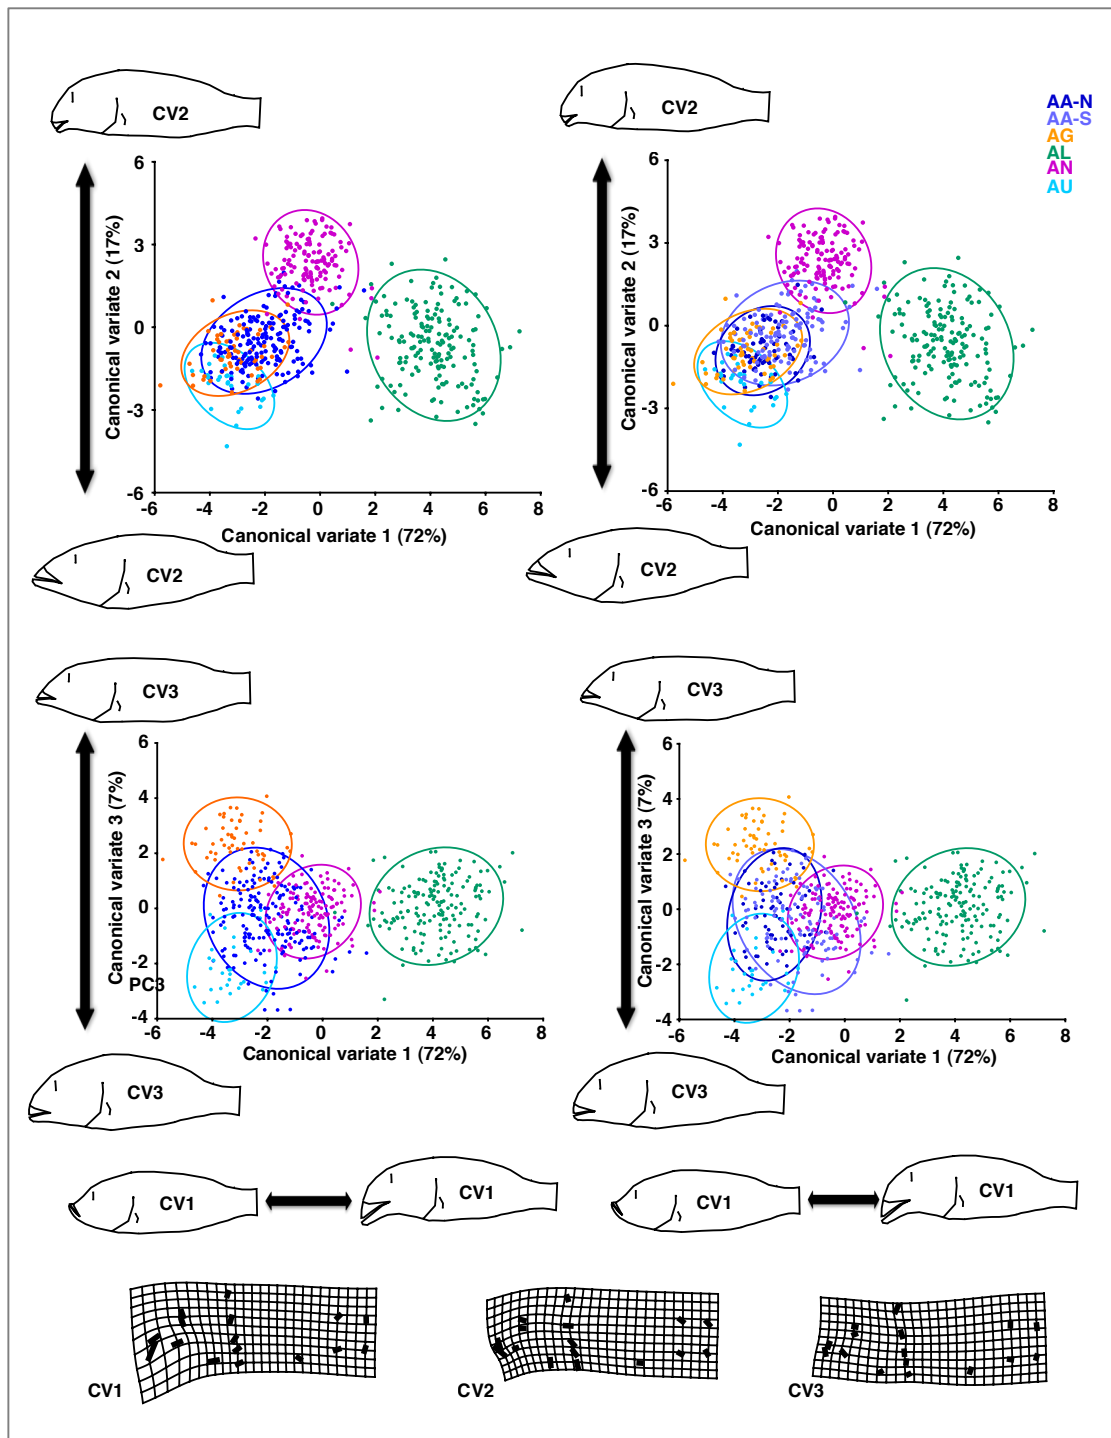 CV2
CV2
AA-N
AA-S
AG
AL
AN
AU
6
3
0
-3
-6
Canonical variate 2 (17%)
-6
-4
-2
0
2
4
6
8
Canonical variate 1 (72%)
6
3
0
-3
-6
Canonical variate 2 (17%)
-6
-4
-2
0
2
4
6
8
Canonical variate 1 (72%)
CV2
CV2
CV3
CV3
6
4
2
0
-2
-4
Canonical variate 3 (7%)
PC3
-6
-4
-2
0
2
4
6
8
Canonical variate 1 (72%)
6
4
2
0
-2
-4
Canonical variate 3 (7%)
-6
-4
-2
0
2
4
6
8
Canonical variate 1 (72%)
CV3
CV3
CV1
CV1
CV1
CV1
CV1
CV2
CV3